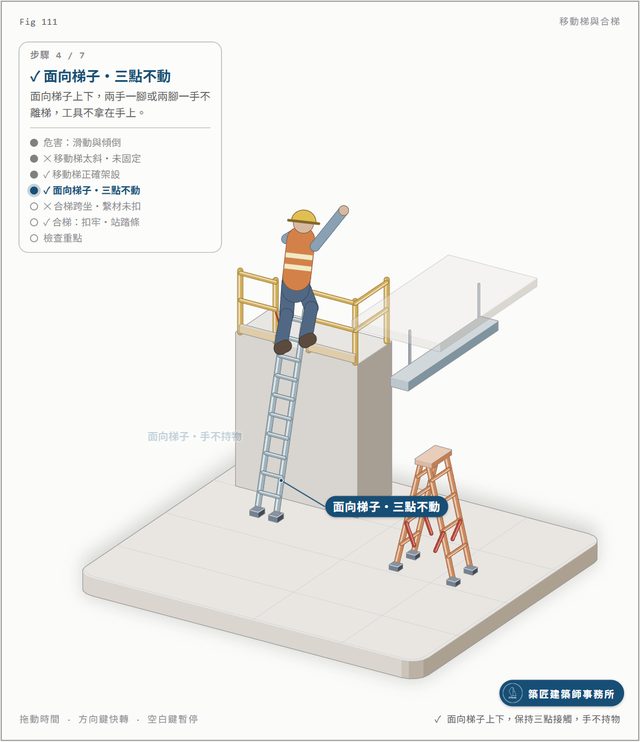 Fig 111
移動梯與合梯
步驟 4 / 7
✓ 面向梯子・三點不動
面向梯子上下，兩手一腳或兩腳一手不
離梯，工具不拿在手上。
危害：滑動與傾倒
✕ 移動梯太斜・未固定
✓ 移動梯正確架設
✓ 面向梯子・三點不動
✕ 合梯跨坐・繫材未扣
✓ 合梯：扣牢・站踏條
檢查重點
面向梯子・手不持物
面向梯子・三點不動
築匠建築師事務所
拖動時間 · 方向鍵快轉 · 空白鍵暫停
✓ 面向梯子上下，保持三點接觸，手不持物